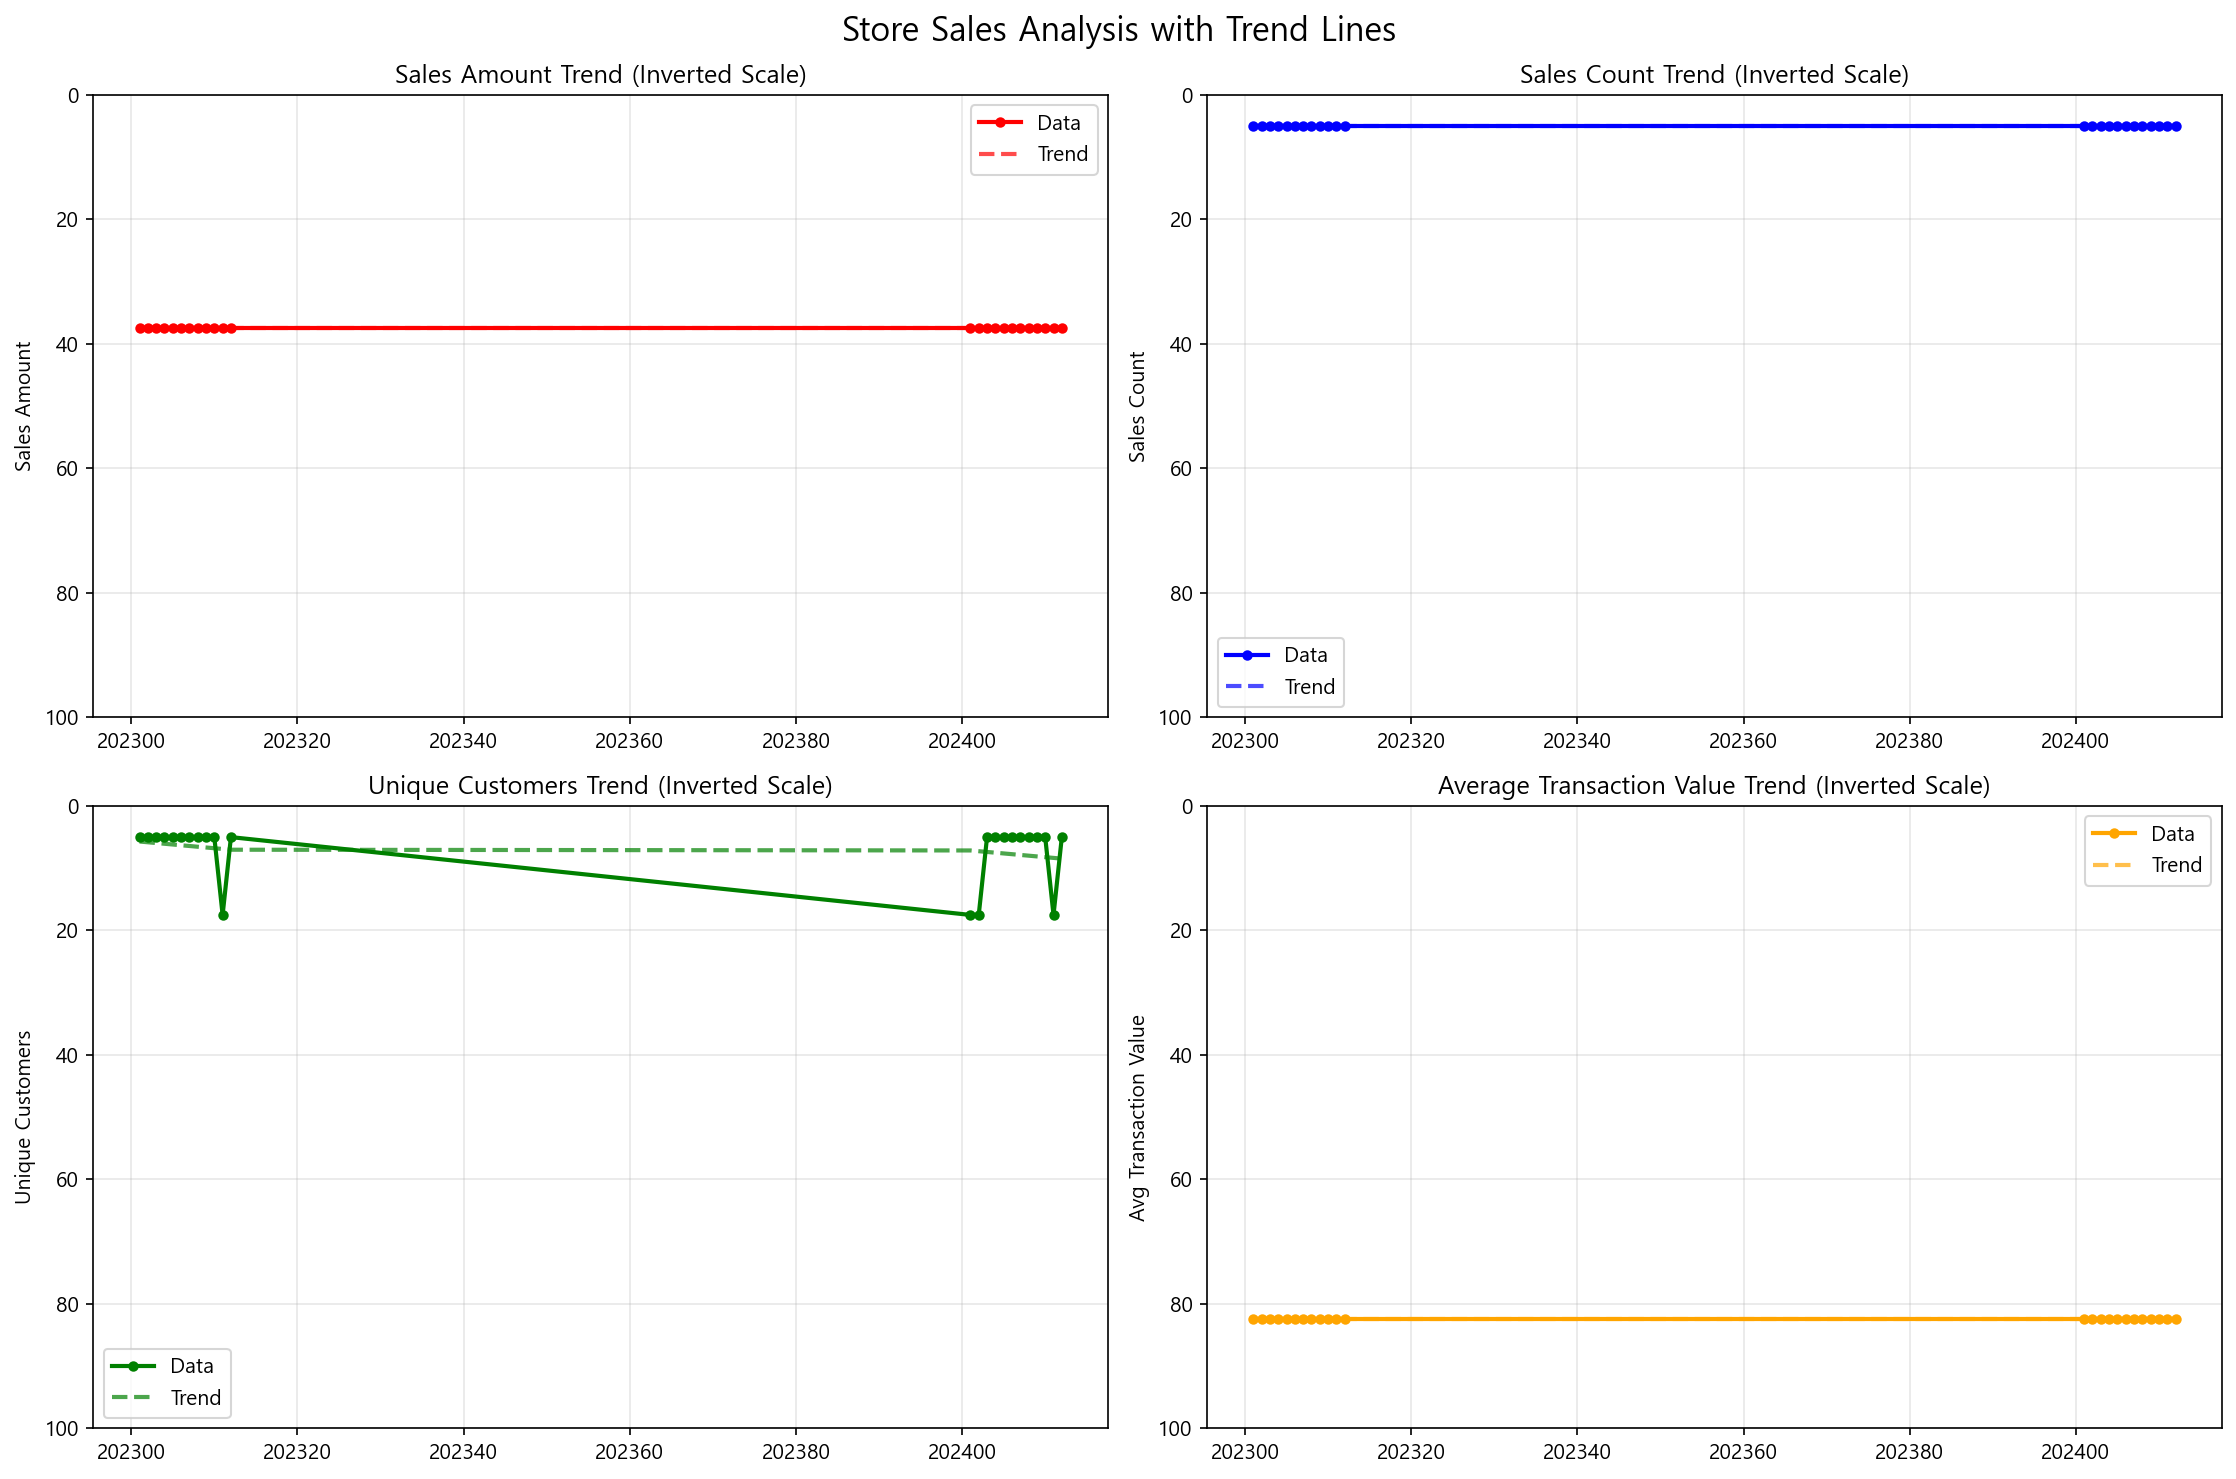 Store Sales Analysis with Trend Lines
Sales Amount Trend (Inverted Scale)
0
20
40
60
80
100
Sales Amount
Data
Trend
202300 202320 202340 202360 202380 202400
Sales Count Trend (Inverted Scale)
0
20
40
60
80
100
Sales Count
Data
Trend
202300 202320 202340 202360 202380 202400
Unique Customers Trend (Inverted Scale)
0
20
40
60
80
100
Unique Customers
Data
Trend
202300 202320 202340 202360 202380 202400
Average Transaction Value Trend (Inverted Scale)
0
20
40
60
80
100
Avg Transaction Value
Data
Trend
202300 202320 202340 202360 202380 202400